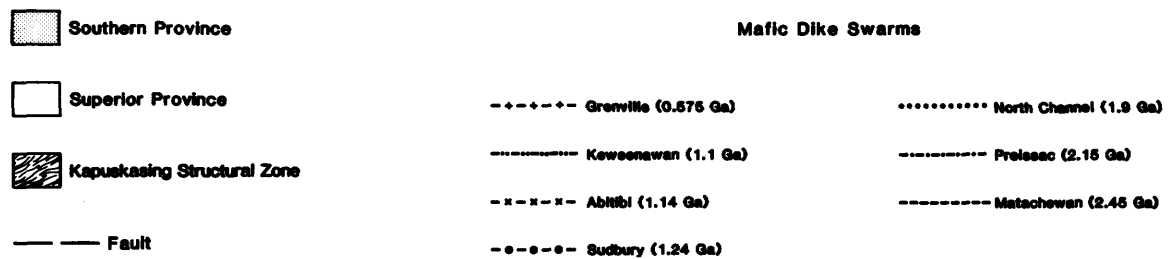 Southern Province
Superior Province
Kapuskasing Structural Zone
Fault
Mafic Dike Swarms
Grenville (0.575 Ga)
Keweenawan (1.1 Ga)
Abitibi (1.14 Ga)
Sudbury (1.24 Ga)
North Channel (1.9 Ga)
Preissac (2.15 Ga)
Matachewan (2.45 Ga)